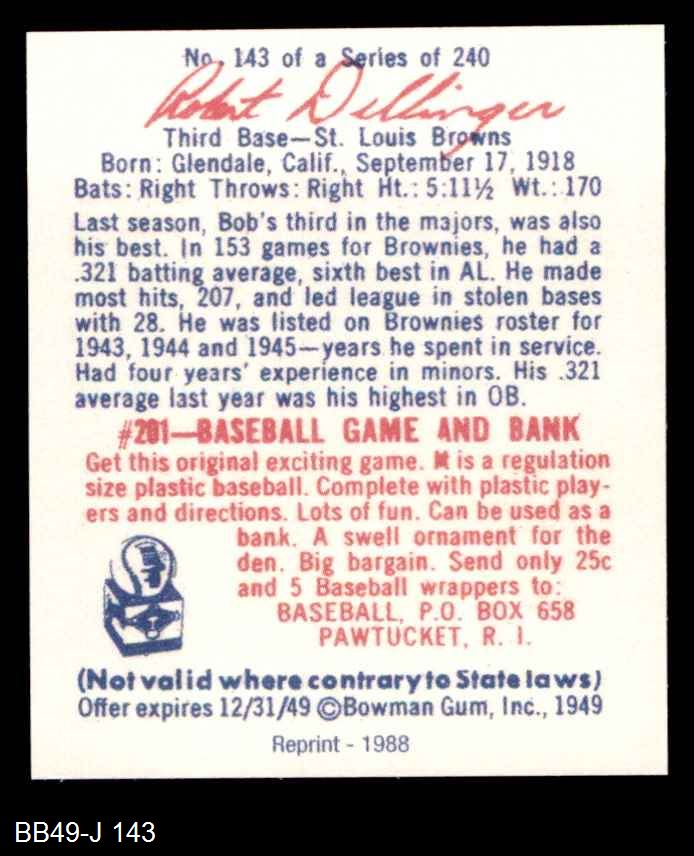 No. 143 of a Series of 240
Robert Dillinger
Third Base—St. Louis Browns
Born: Glendale, Calif., September 17, 1918
Bats: Right Throws: Right Ht.: 5:11½ Wt.: 170
Last season, Bob's third in the majors, was also
his best. In 153 games for Brownies, he had a
.321 batting average, sixth best in AL. He made
most hits, 207, and led league in stolen bases
with 28. He was listed on Brownies roster for
1943, 1944 and 1945—years he spent in service.
Had four years' experience in minors. His .321
average last year was his highest in OB.
#201—BASEBALL GAME AND BANK
Get this original exciting game. It is a regulation
size plastic baseball. Complete with plastic play-
ers and directions. Lots of fun. Can be used as a
bank. A swell ornament for the
den. Big bargain. Send only 25c
and 5 Baseball wrappers to:
BASEBALL, P.O. BOX 658
PAWTUCKET, R. I.
(Not valid where contrary to State laws)
Offer expires 12/31/49 ©Bowman Gum, Inc., 1949
Reprint - 1988
BB49-J 143